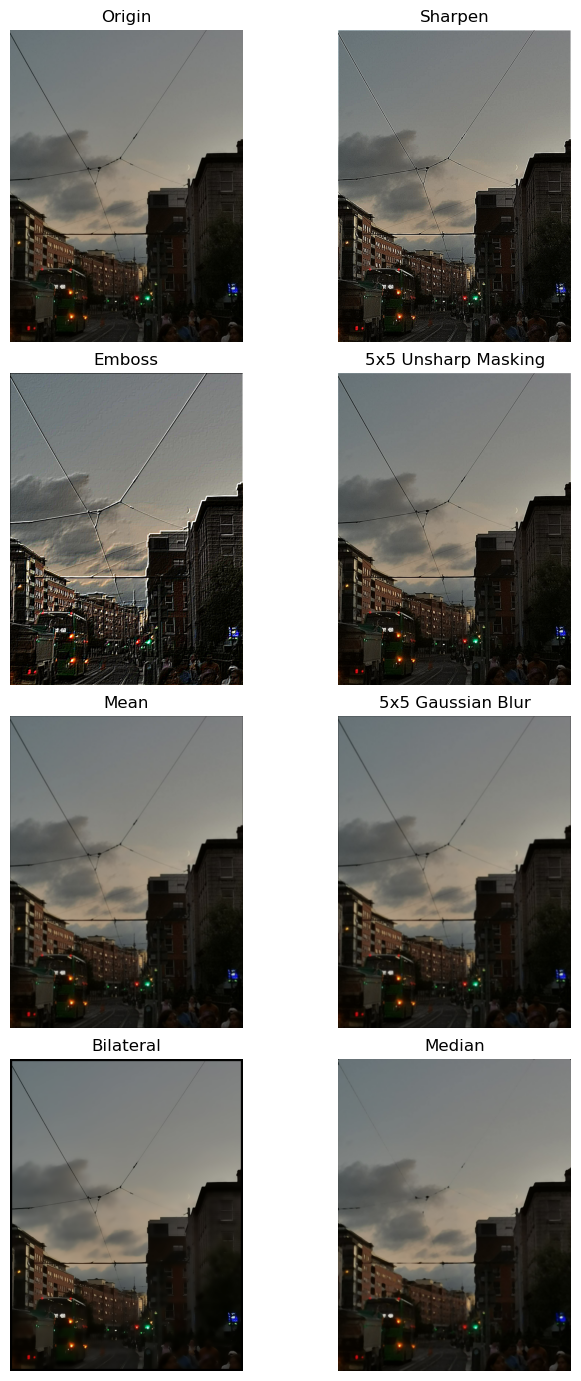 Origin
Sharpen
Emboss
5x5 Unsharp Masking
Mean
5x5 Gaussian Blur
Bilateral
Median